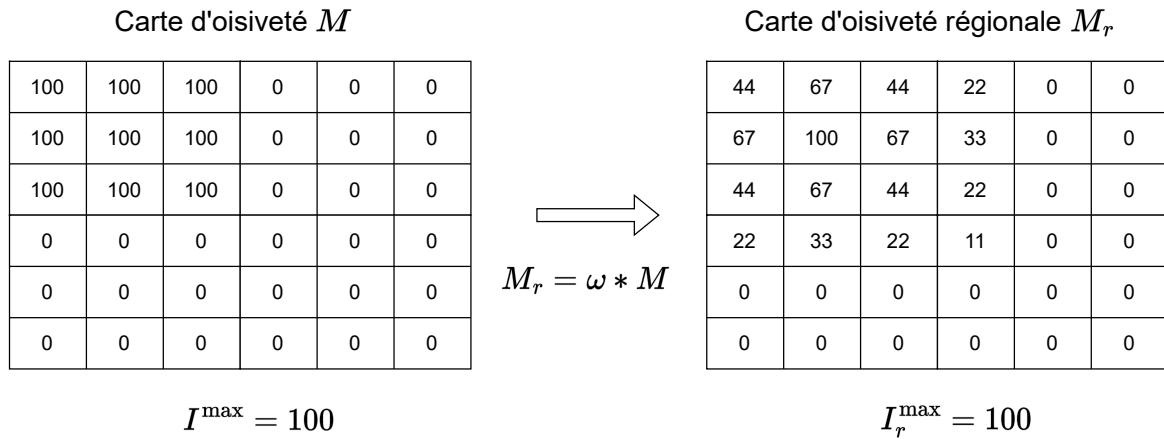 Carte d'oisiveté M
Carte d'oisiveté régionale M_r
100 100 100 0 0 0
100 100 100 0 0 0
100 100 100 0 0 0
0 0 0 0 0 0
0 0 0 0 0 0
0 0 0 0 0 0
M_r = ω * M
44 67 44 22 0 0
67 100 67 33 0 0
44 67 44 22 0 0
22 33 22 11 0 0
0 0 0 0 0 0
0 0 0 0 0 0
I^max = 100
I_r^max = 100